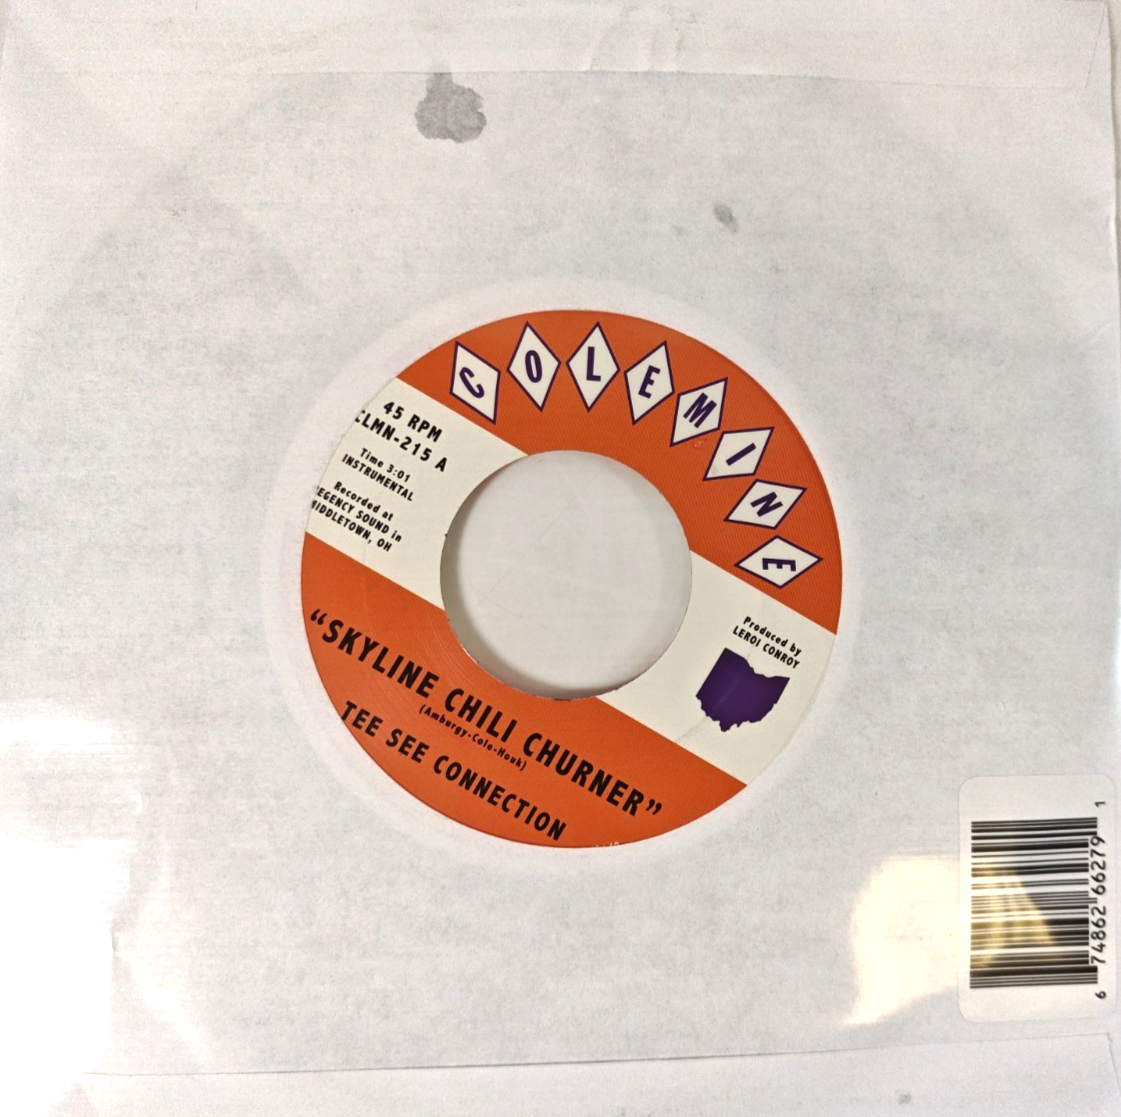 COLEMINE
45 RPM
CLMN-215 A
Time 3:01
INSTRUMENTAL
Recorded at
REGENCY SOUND in
MIDDLETOWN, OH
Produced by
LEROI CONROY
"SKYLINE CHILI CHURNER"
(Amburgy-Cole-Houk)
TEE SEE CONNECTION
6 74862 66279 1